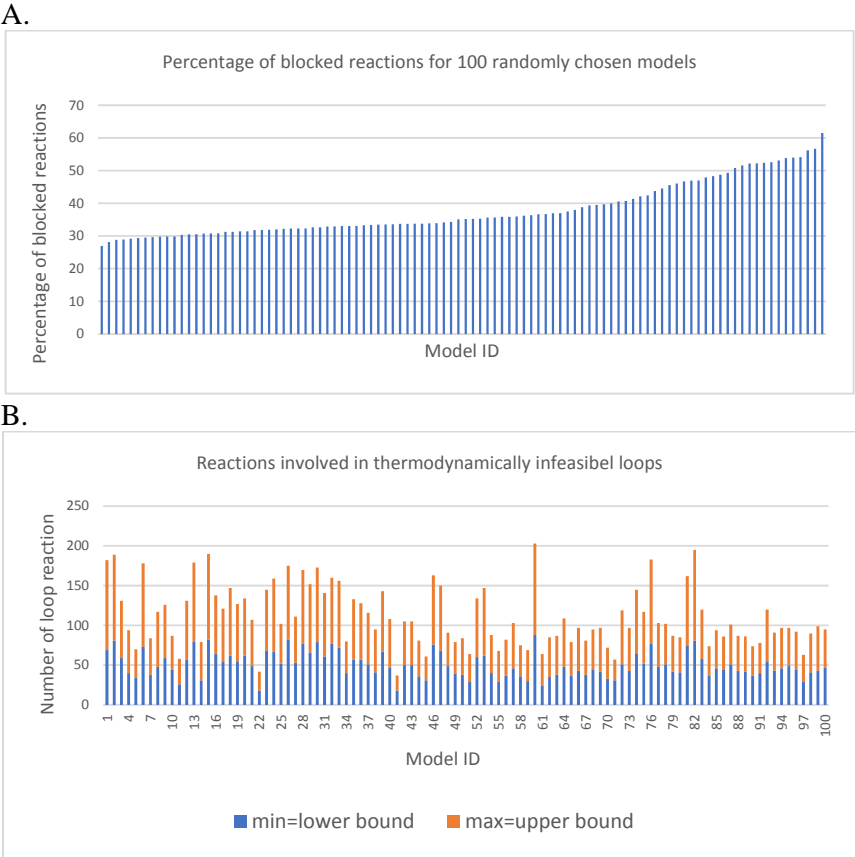 A.
Percentage of blocked reactions for 100 randomly chosen models
Percentage of blocked reactions
70
60
50
40
30
20
10
0
Model ID
B.
Reactions involved in thermodynamically infeasibel loops
Number of loop reaction
250
200
150
100
50
0
1 4 7 10 13 16 19 22 25 28 31 34 37 40 43 46 49 52 55 58 61 64 67 70 73 76 79 82 85 88 91 94 97 100
Model ID
min=lower bound max=upper bound